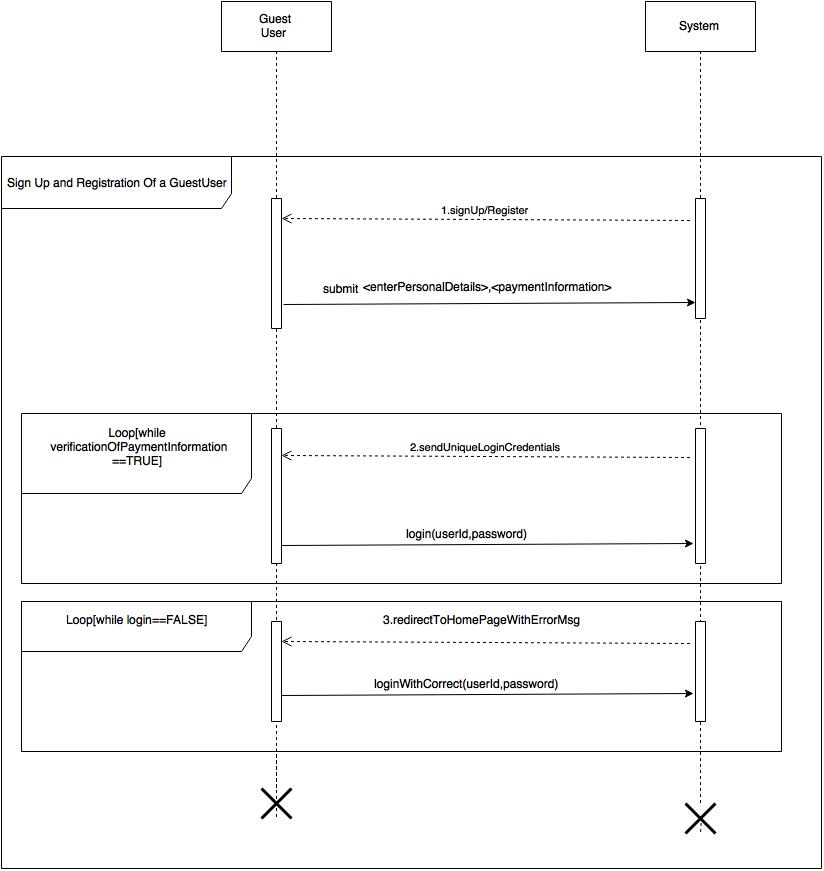 Guest
User
System
Sign Up and Registration Of a GuestUser
1.signUp/Register
submit <enterPersonalDetails>,<paymentInformation>
Loop[while
verificationOfPaymentInformation
==TRUE]
2.sendUniqueLoginCredentials
login(userId,password)
Loop[while login==FALSE]
3.redirectToHomePageWithErrorMsg
loginWithCorrect(userId,password)